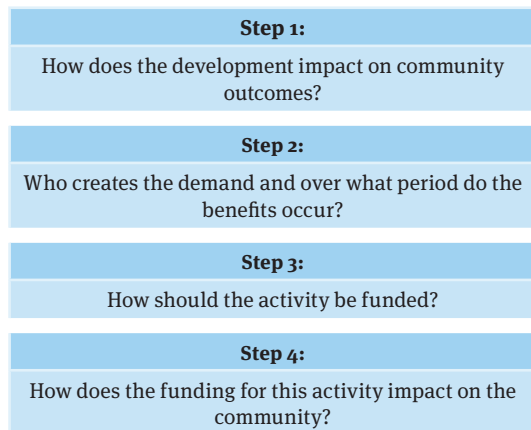 Step 1:
How does the development impact on community
outcomes?
Step 2:
Who creates the demand and over what period do the
benefits occur?
Step 3:
How should the activity be funded?
Step 4:
How does the funding for this activity impact on the
community?